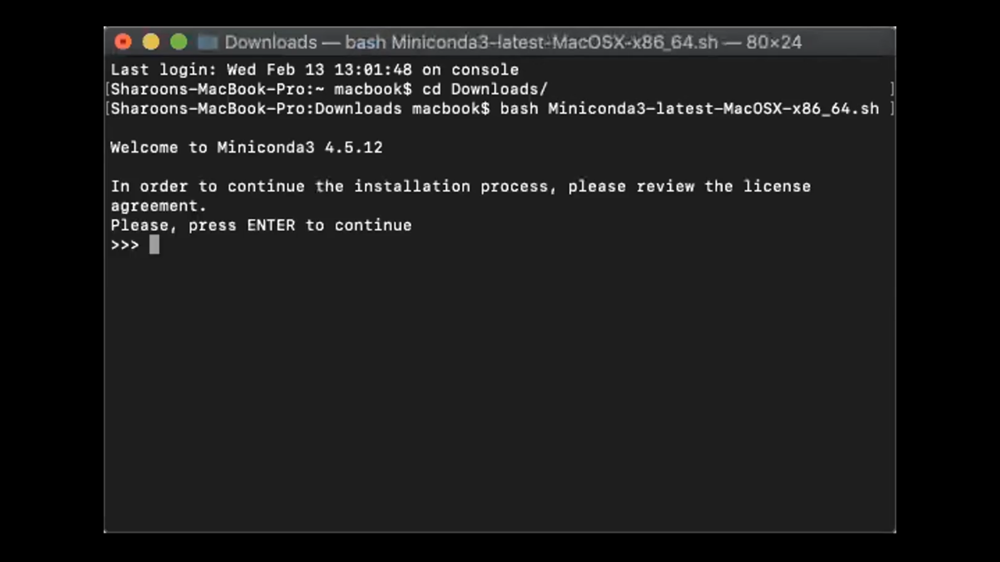 Downloads — bash Miniconda3-latest-MacOSX-x86_64.sh — 80×24
Last login: Wed Feb 13 13:01:48 on console
[Sharoons-MacBook-Pro:~ macbook$ cd Downloads/ ]
[Sharoons-MacBook-Pro:Downloads macbook$ bash Miniconda3-latest-MacOSX-x86_64.sh ]
Welcome to Miniconda3 4.5.12
In order to continue the installation process, please review the license
agreement.
Please, press ENTER to continue
>>>